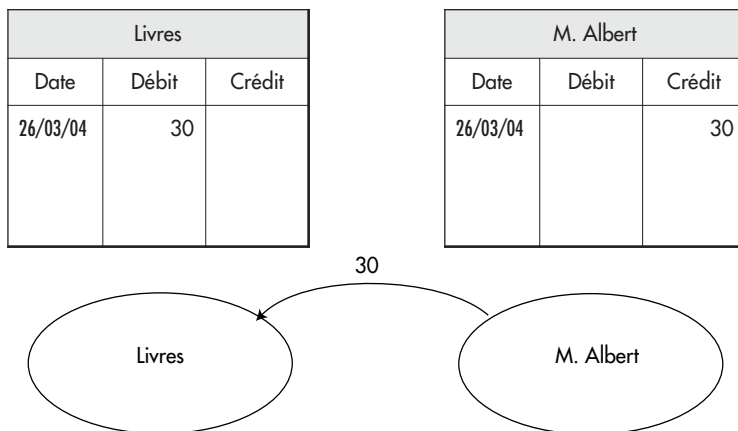 Livres
Date Débit Crédit
26/03/04 30
M. Albert
Date Débit Crédit
26/03/04 30
30
Livres
M. Albert